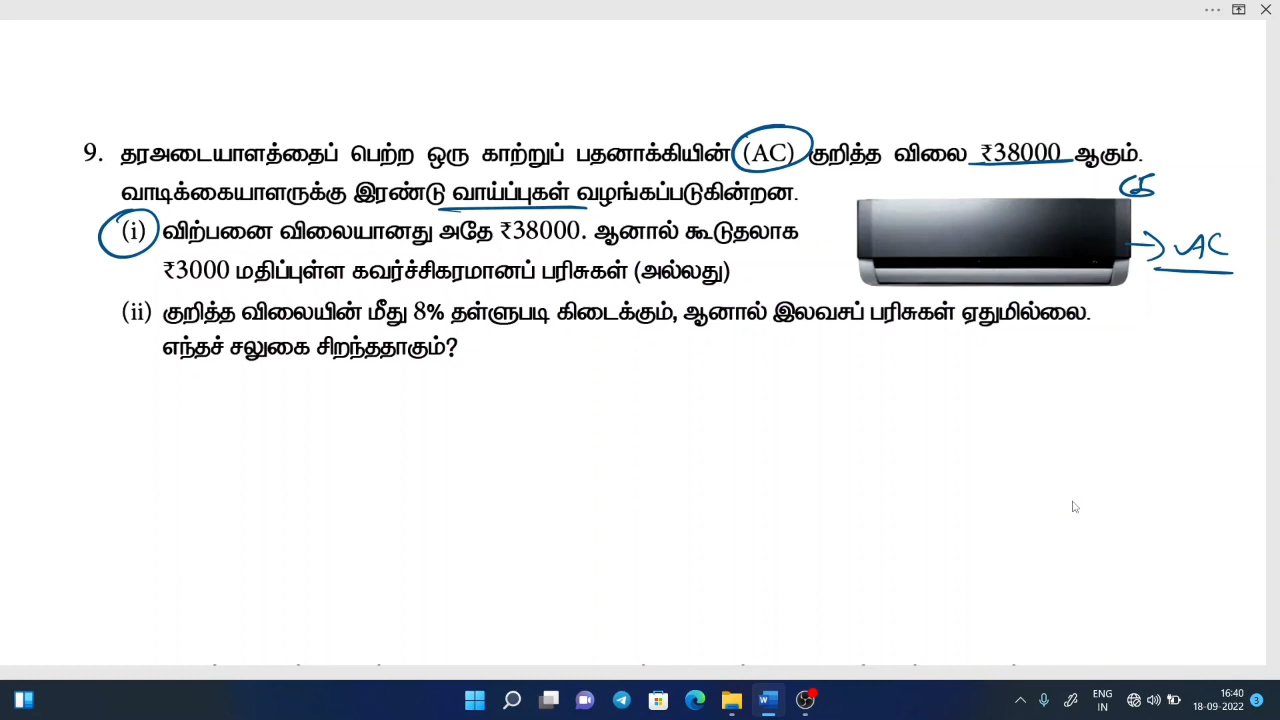 9. தரஅடையாளத்தைப் பெற்ற ஒரு காற்றுப் பதனாக்கியின் (AC) குறித்த விலை ₹38000 ஆகும்.
வாடிக்கையாளருக்கு இரண்டு வாய்ப்புகள் வழங்கப்படுகின்றன.
(i) விற்பனை விலையானது அதே ₹38000. ஆனால் கூடுதலாக
₹3000 மதிப்புள்ள கவர்ச்சிகரமானப் பரிசுகள் (அல்லது)
AC
(ii) குறித்த விலையின் மீது 8% தள்ளுபடி கிடைக்கும், ஆனால் இலவசப் பரிசுகள் ஏதுமில்லை.
எந்தச் சலுகை சிறந்ததாகும்?
ENG
IN
16:40
18-09-2022
3